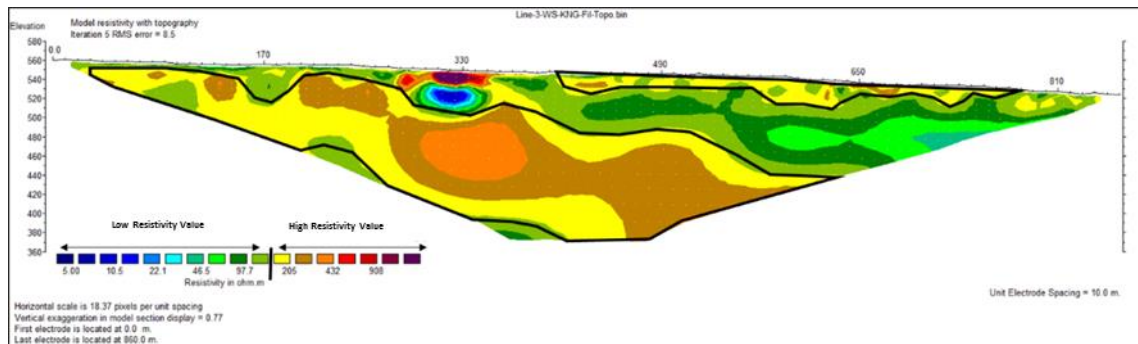 Line-3-WS-KNG-Fil-Topo.bin
Elevation
Model resistivity with topography
Iteration 5 RMS error = 8.5
580
560
540
520
500
480
460
440
420
400
380
360
0.0 170 330 490 650 810
Low Resistivity Value High Resistivity Value
5.00 10.5 22.1 46.5 97.7 205 432 908
Resistivity in ohm.m
Unit Electrode Spacing = 10.0 m.
Horizontal scale is 18.37 pixels per unit spacing
Vertical exaggeration in model section display = 0.77
First electrode is located at 0.0 m.
Last electrode is located at 860.0 m.